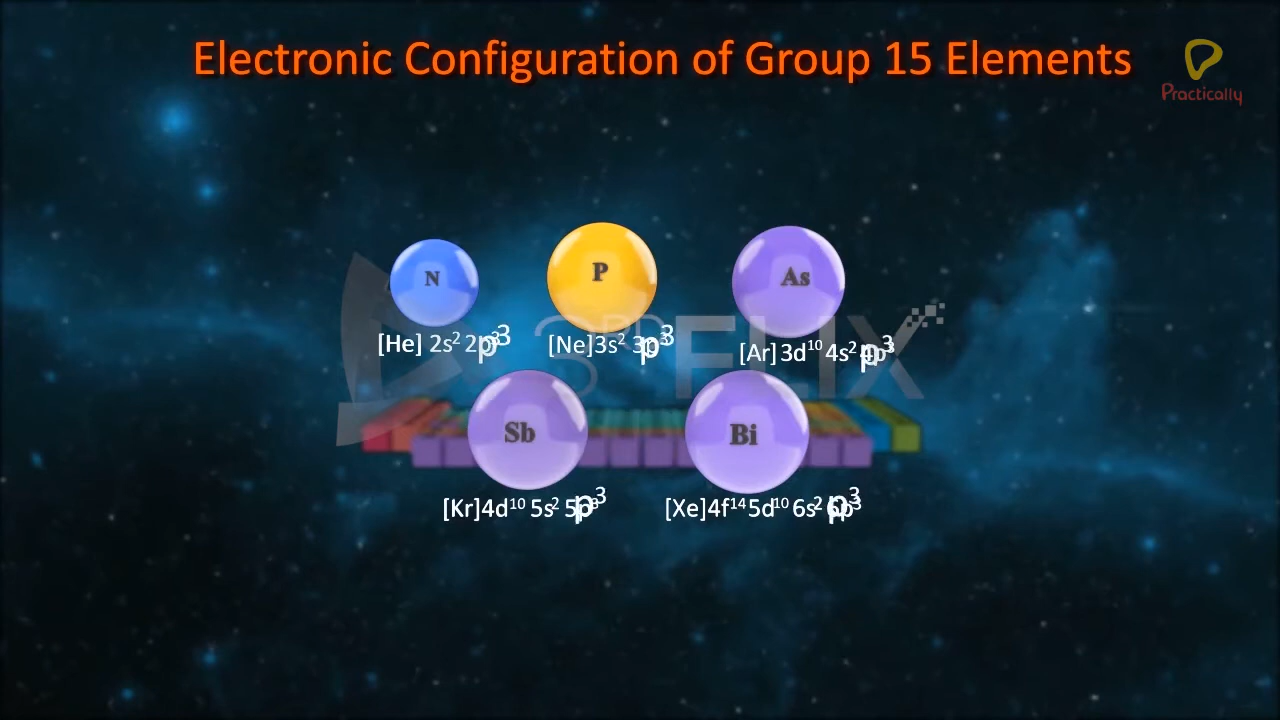 Electronic Configuration of Group 15 Elements
Practically
N
P
As
[He] 2s² 2p³
[Ne]3s² 3p³
[Ar] 3d¹⁰ 4s² 4p³
Sb
Bi
[Kr]4d¹⁰ 5s² 5p³
[Xe]4f¹⁴ 5d¹⁰ 6s² 6p³